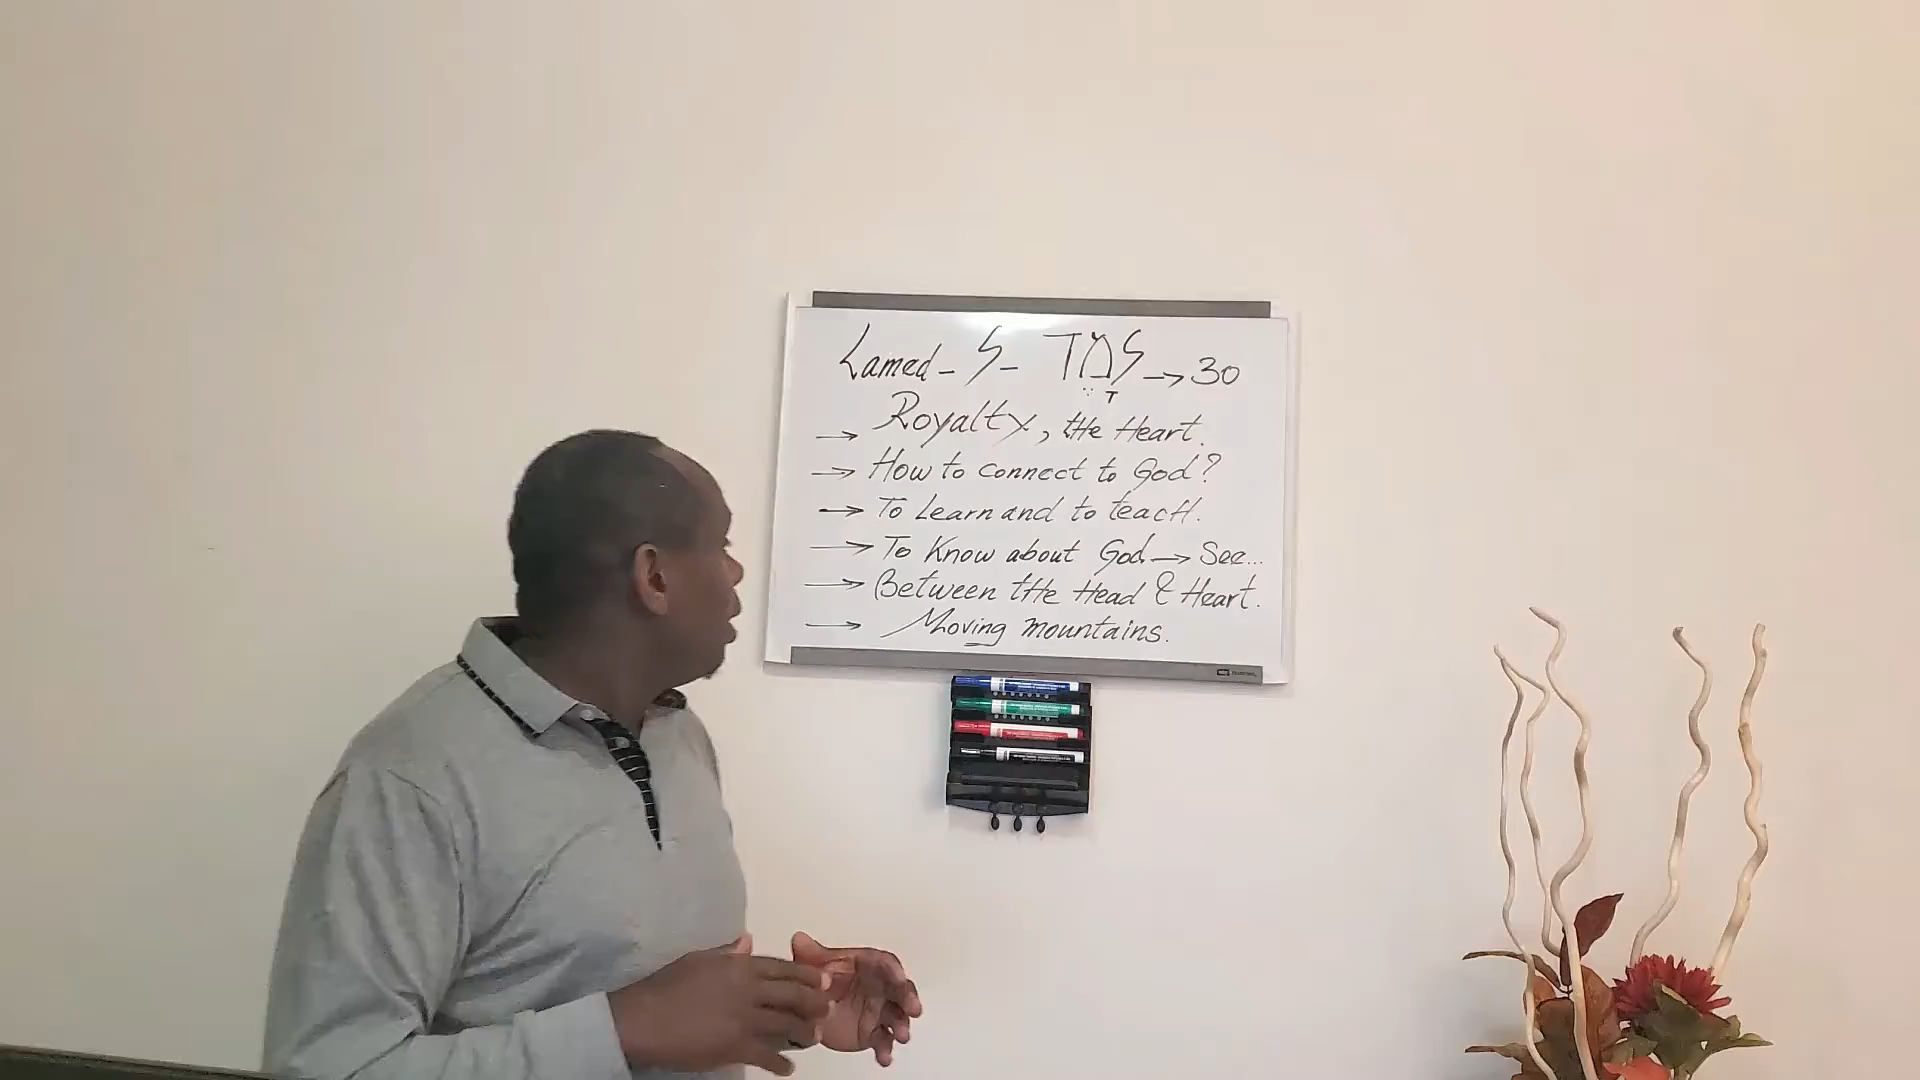 Lamed - ל - לָמֶד → 30
→ Royalty, tHe Heart.
→ How to connect to God?
→ To Learn and to teacH.
→ To Know about God → See...
→ Between tHe Head & Heart.
→ Moving mountains.